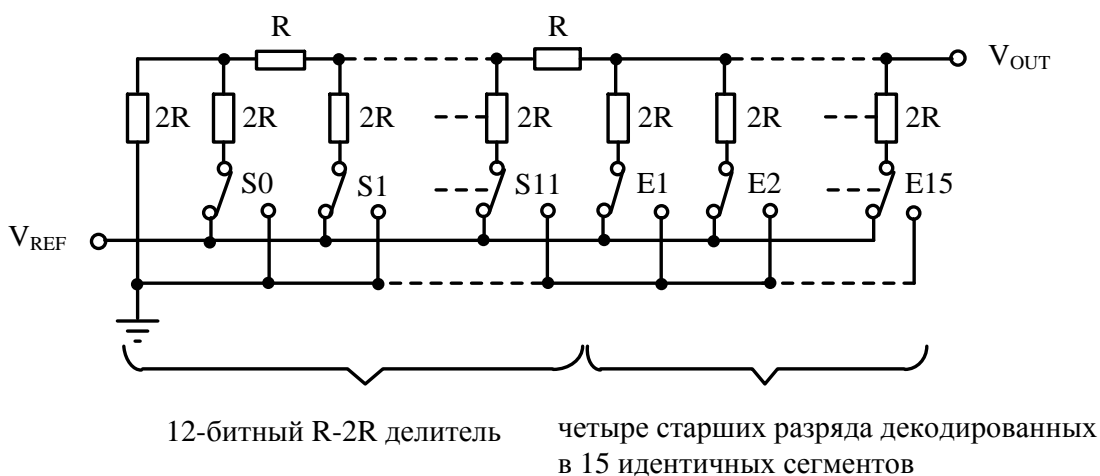 R
R
V_OUT
2R
2R
2R
2R
2R
2R
2R
S0
S1
S11
E1
E2
E15
V_REF
12-битный R-2R делитель
четыре старших разряда декодированных
в 15 идентичных сегментов